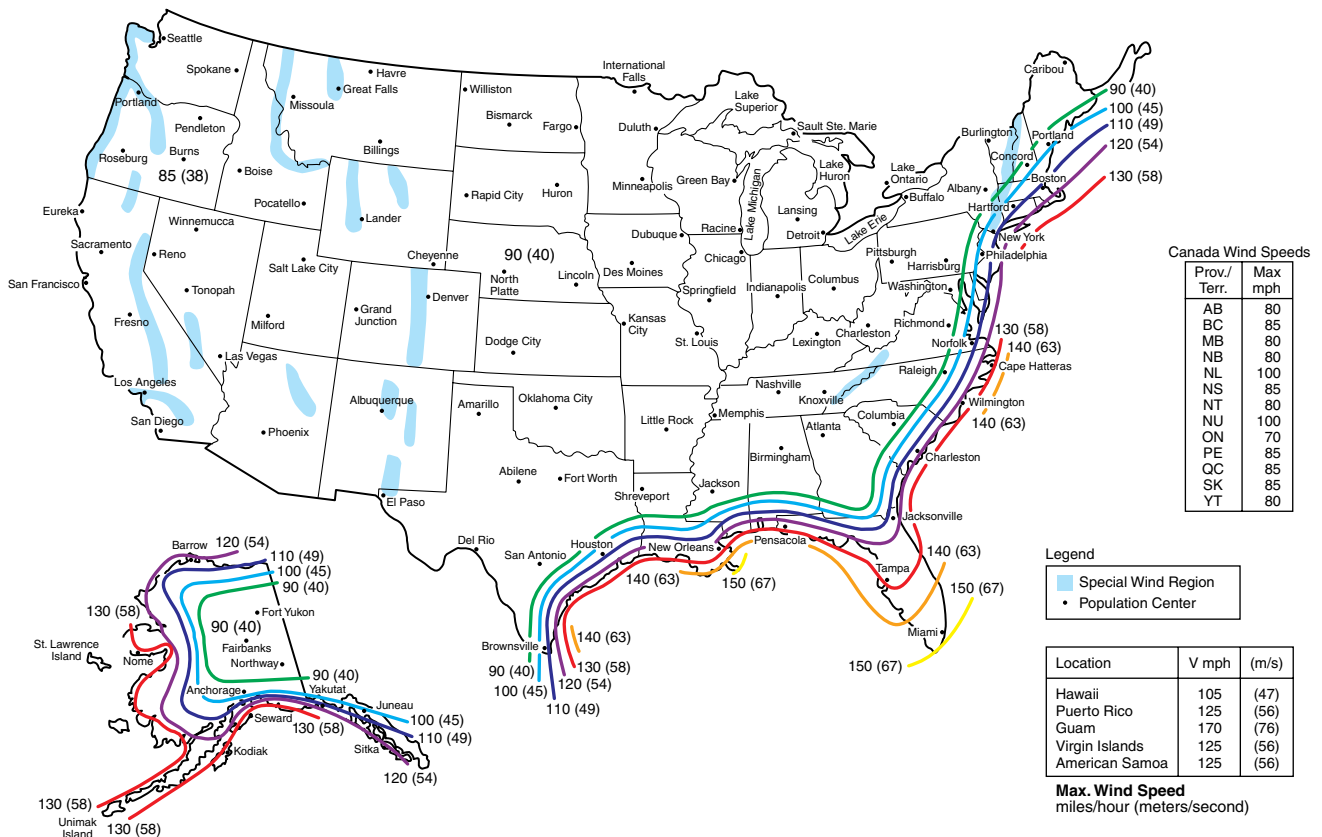 Seattle
Spokane
Portland
Pendleton
Roseburg
Burns
85 (38)
Boise
Pocatello
Missoula
Havre
Great Falls
Billings
Lander
Cheyenne
Eureka
Winnemucca
Sacramento
Reno
San Francisco
Tonopah
Fresno
Las Vegas
Los Angeles
San Diego
Salt Lake City
Milford
Grand
Junction
Denver
Phoenix
Albuquerque
El Paso
Williston
Bismarck
Fargo
Rapid City
Huron
90 (40)
North
Platte
Lincoln
Dodge City
Amarillo
Oklahoma City
Abilene
Fort Worth
Del Rio
San Antonio
Houston
Brownsville
International
Falls
Duluth
Minneapolis
Green Bay
Lake
Superior
Sault Ste. Marie
Lake Michigan
Lake
Huron
Lansing
Detroit
Lake Erie
Lake
Ontario
Buffalo
Racine
Chicago
Dubuque
Des Moines
Springfield
Indianapolis
Columbus
Kansas
City
St. Louis
Lexington
Charleston
Nashville
Knoxville
Memphis
Little Rock
Shreveport
Jackson
Birmingham
Atlanta
Columbia
New Orleans
Pensacola
Jacksonville
Tampa
Miami
Charleston
Wilmington
Raleigh
Cape Hatteras
Norfolk
Richmond
Washington
Pittsburgh
Harrisburg
Philadelphia
New York
Hartford
Albany
Boston
Concord
Burlington
Portland
Caribou
90 (40)
100 (45)
110 (49)
120 (54)
130 (58)
130 (58)
140 (63)
140 (63)
140 (63)
150 (67)
150 (67)
140 (63)
150 (67)
140 (63)
130 (58)
120 (54)
110 (49)
100 (45)
90 (40)
Barrow
120 (54)
110 (49)
100 (45)
90 (40)
130 (58)
Fort Yukon
90 (40)
Fairbanks
Northway
St. Lawrence
Island
Nome
90 (40)
Anchorage
Yakutat
Juneau
Seward
130 (58)
100 (45)
110 (49)
Sitka
Kodiak
120 (54)
130 (58)
Unimak
Island
130 (58)
Canada Wind Speeds
Prov./ Max
Terr. mph
AB 80
BC 85
MB 80
NB 80
NL 100
NS 85
NT 80
NU 100
ON 70
PE 85
QC 85
SK 85
YT 80
Legend
Special Wind Region
Population Center
Location V mph (m/s)
Hawaii 105 (47)
Puerto Rico 125 (56)
Guam 170 (76)
Virgin Islands 125 (56)
American Samoa 125 (56)
Max. Wind Speed
miles/hour (meters/second)